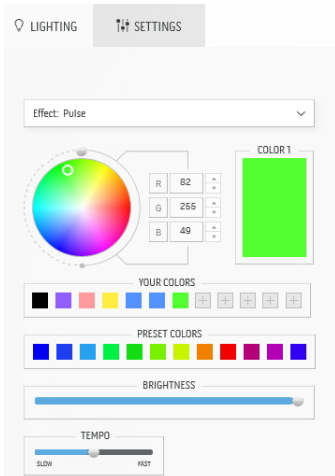 LIGHTING
SETTINGS
Effect: Pulse
COLOR 1
R 82
G 255
B 49
YOUR COLORS
PRESET COLORS
BRIGHTNESS
TEMPO
SLOW FAST